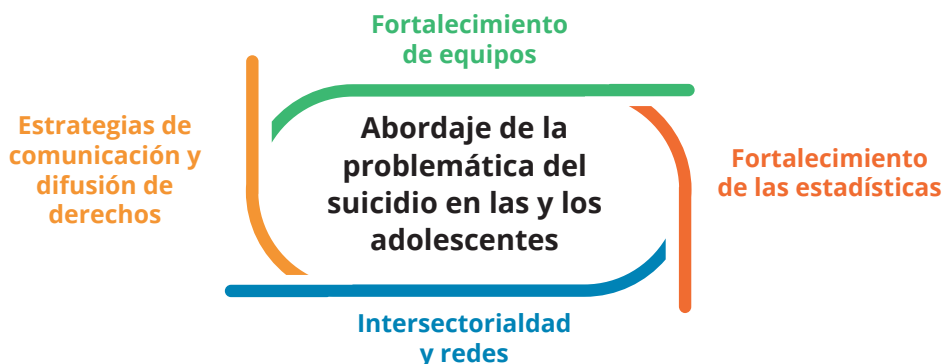 Fortalecimiento
de equipos
Estrategias de
comunicación y
difusión de
derechos
Abordaje de la
problemática del
suicidio en las y los
adolescentes
Fortalecimiento
de las estadísticas
Intersectorialdad
y redes